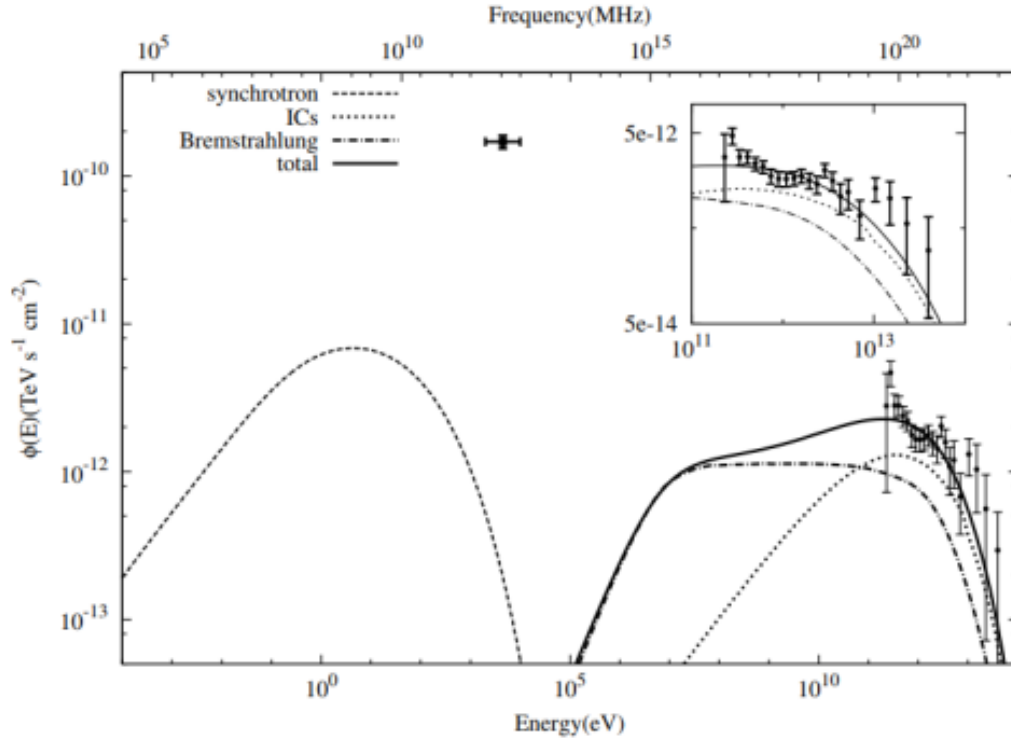 Frequency(MHz)
10^5 10^10 10^15 10^20
synchrotron
ICs
Bremstrahlung
total
10^-10
10^-11
10^-12
10^-13
ϕ(E)(TeV s^-1 cm^-2)
5e-12
5e-14
10^11 10^13
10^0 10^5 10^10
Energy(eV)